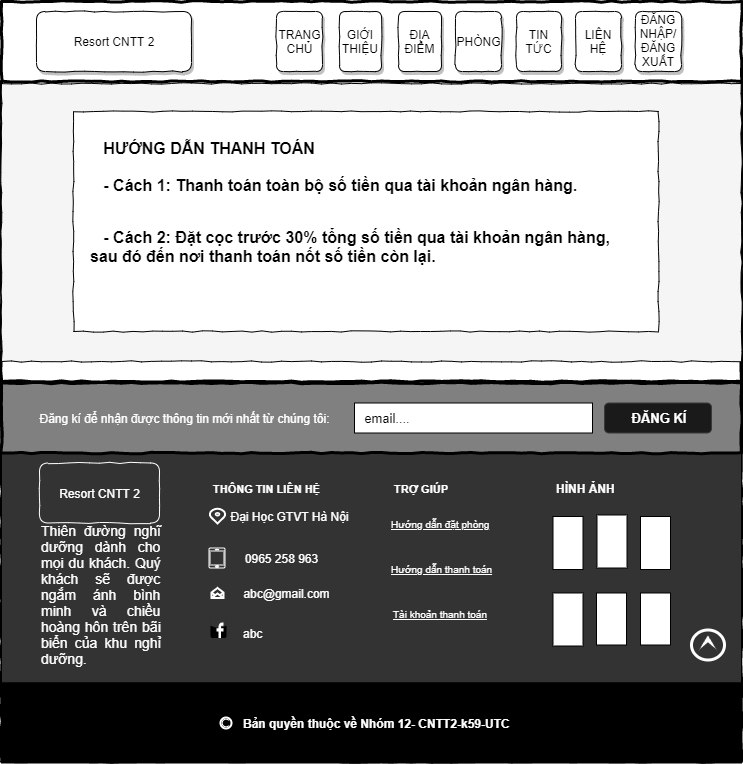 Resort CNTT 2
TRANG
CHỦ
GIỚI
THIỆU
ĐỊA
ĐIỂM
PHÒNG
TIN
TỨC
LIÊN
HỆ
ĐĂNG
NHẬP/
ĐĂNG
XUẤT
HƯỚNG DẪN THANH TOÁN
- Cách 1: Thanh toán toàn bộ số tiền qua tài khoản ngân hàng.
- Cách 2: Đặt cọc trước 30% tổng số tiền qua tài khoản ngân hàng,
sau đó đến nơi thanh toán nốt số tiền còn lại.
Đăng kí để nhận được thông tin mới nhất từ chúng tôi:
email....
ĐĂNG KÍ
Resort CNTT 2
Thiên đường nghĩ
dưỡng dành cho
mọi du khách. Quý
khách sẽ được
ngắm ánh bình
minh và chiều
hoàng hôn trên bãi
biển của khu nghỉ
dưỡng.
THÔNG TIN LIÊN HỆ
Đại Học GTVT Hà Nội
0965 258 963
abc@gmail.com
abc
TRỢ GIÚP
Hướng dẫn đặt phòng
Hướng dẫn thanh toán
Tài khoản thanh toán
HÌNH ẢNH
Bản quyền thuộc về Nhóm 12- CNTT2-k59-UTC